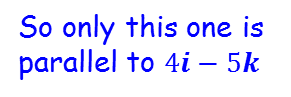 So only this one is
parallel to 4i − 5k